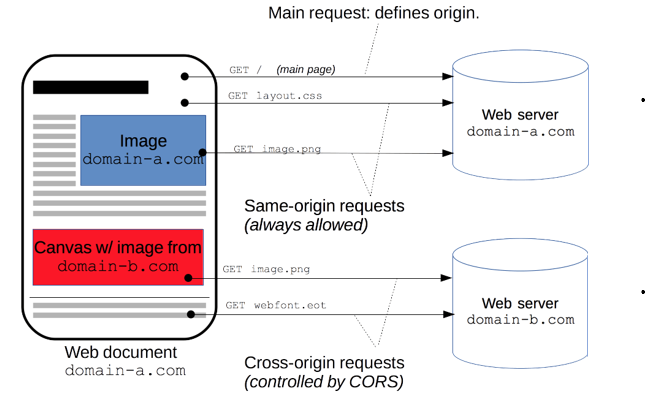 Main request: defines origin.
GET / (main page)
GET layout.css
Web server
domain-a.com
Image
domain-a.com
GET image.png
Same-origin requests
(always allowed)
Canvas w/ image from
domain-b.com
GET image.png
GET webfont.eot
Web server
domain-b.com
Web document
domain-a.com
Cross-origin requests
(controlled by CORS)